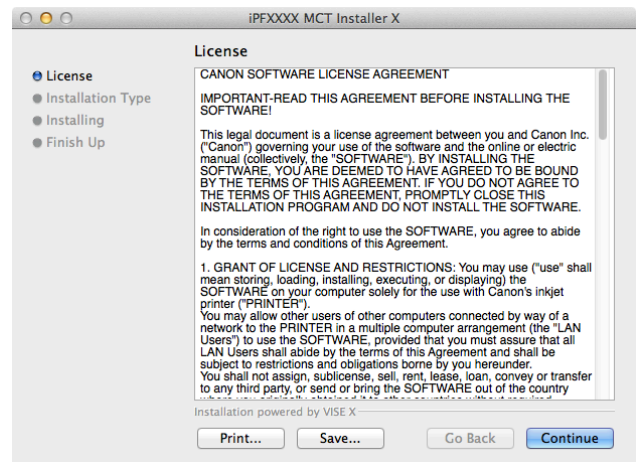 iPFXXXX MCT Installer X
License
License
Installation Type
Installing
Finish Up
CANON SOFTWARE LICENSE AGREEMENT
IMPORTANT-READ THIS AGREEMENT BEFORE INSTALLING THE
SOFTWARE!
This legal document is a license agreement between you and Canon Inc.
("Canon") governing your use of the software and the online or electric
manual (collectively, the "SOFTWARE"). BY INSTALLING THE
SOFTWARE, YOU ARE DEEMED TO HAVE AGREED TO BE BOUND
BY THE TERMS OF THIS AGREEMENT. IF YOU DO NOT AGREE TO
THE TERMS OF THIS AGREEMENT, PROMPTLY CLOSE THIS
INSTALLATION PROGRAM AND DO NOT INSTALL THE SOFTWARE.
In consideration of the right to use the SOFTWARE, you agree to abide
by the terms and conditions of this Agreement.
1. GRANT OF LICENSE AND RESTRICTIONS: You may use ("use" shall
mean storing, loading, installing, executing, or displaying) the
SOFTWARE on your computer solely for the use with Canon's inkjet
printer ("PRINTER").
You may allow other users of other computers connected by way of a
network to the PRINTER in a multiple computer arrangement (the "LAN
Users") to use the SOFTWARE, provided that you must assure that all
LAN Users shall abide by the terms of this Agreement and shall be
subject to restrictions and obligations borne by you hereunder.
You shall not assign, sublicense, sell, rent, lease, loan, convey or transfer
to any third party, or send or bring the SOFTWARE out of the country
where you originally obtained it to other countries without required
Installation powered by VISE X
Print...
Save...
Go Back
Continue